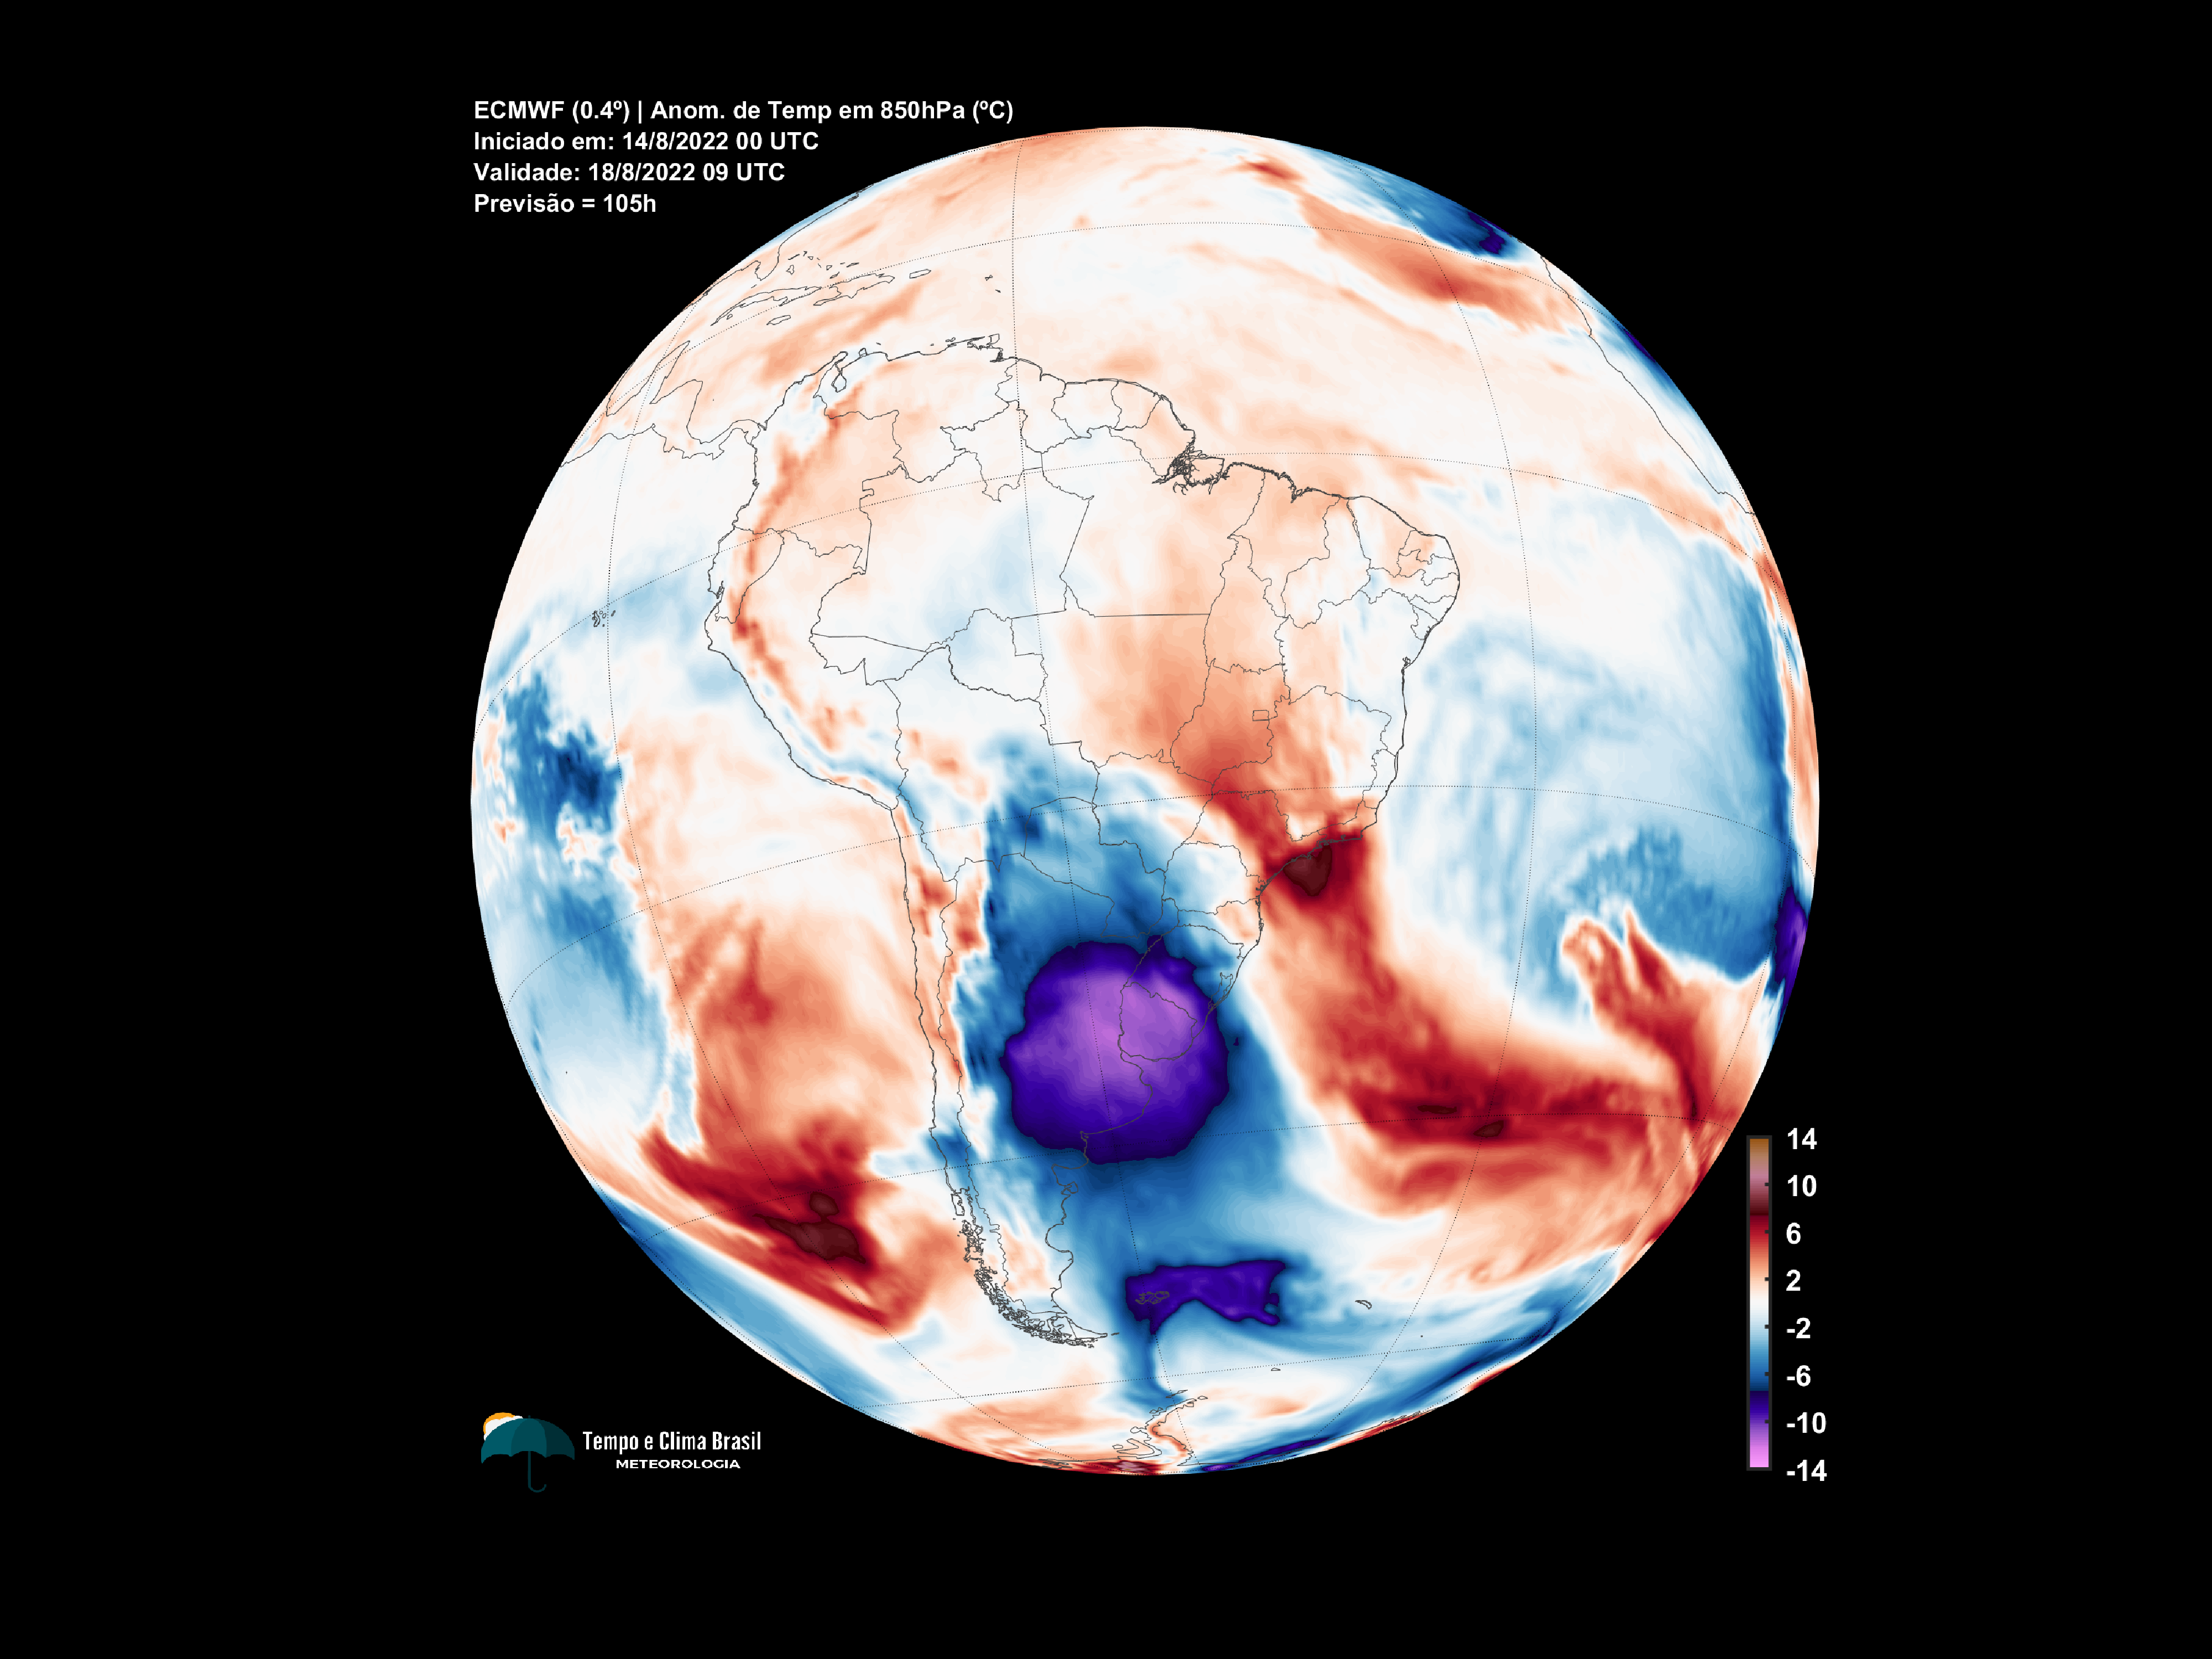 ECMWF (0.4º) | Anom. de Temp em 850hPa (ºC)
Iniciado em: 14/8/2022 00 UTC
Validade: 18/8/2022 09 UTC
Previsão = 105h
14
10
6
2
-2
-6
-10
-14
Tempo e Clima Brasil
METEOROLOGIA